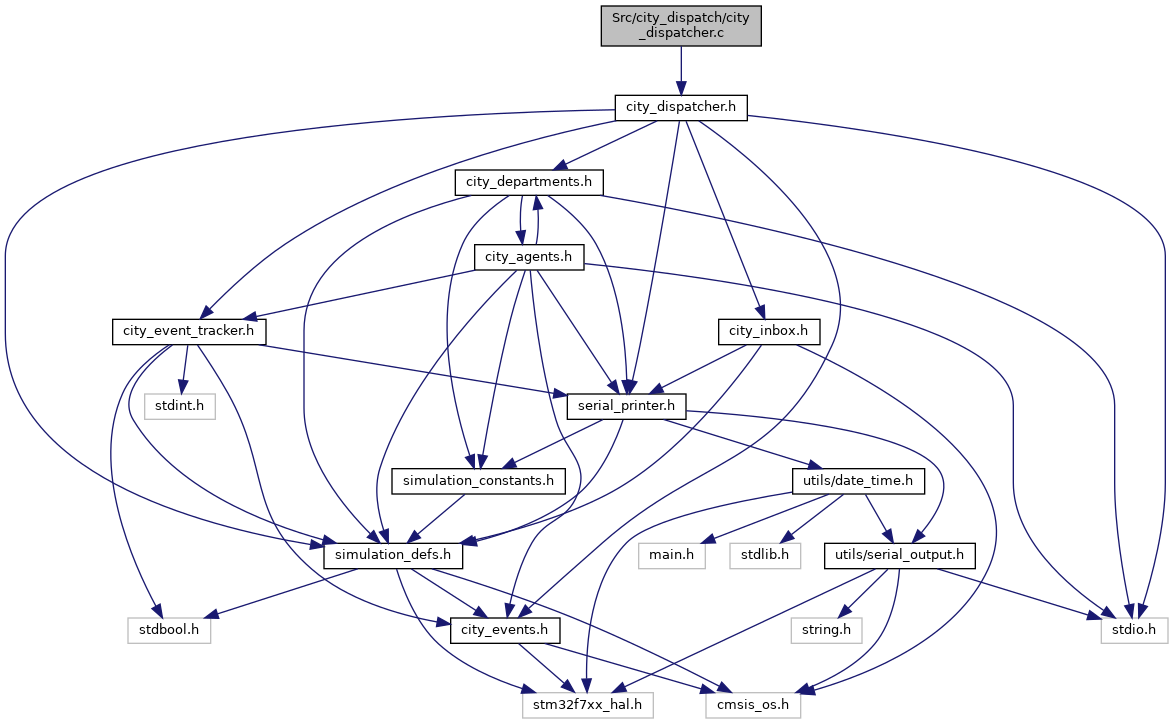 Src/city_dispatch/city
_dispatcher.c
city_dispatcher.h
city_departments.h
city_agents.h
city_event_tracker.h
city_inbox.h
stdint.h
serial_printer.h
simulation_constants.h
utils/date_time.h
simulation_defs.h
main.h
stdlib.h
utils/serial_output.h
stdbool.h
city_events.h
string.h
stdio.h
stm32f7xx_hal.h
cmsis_os.h